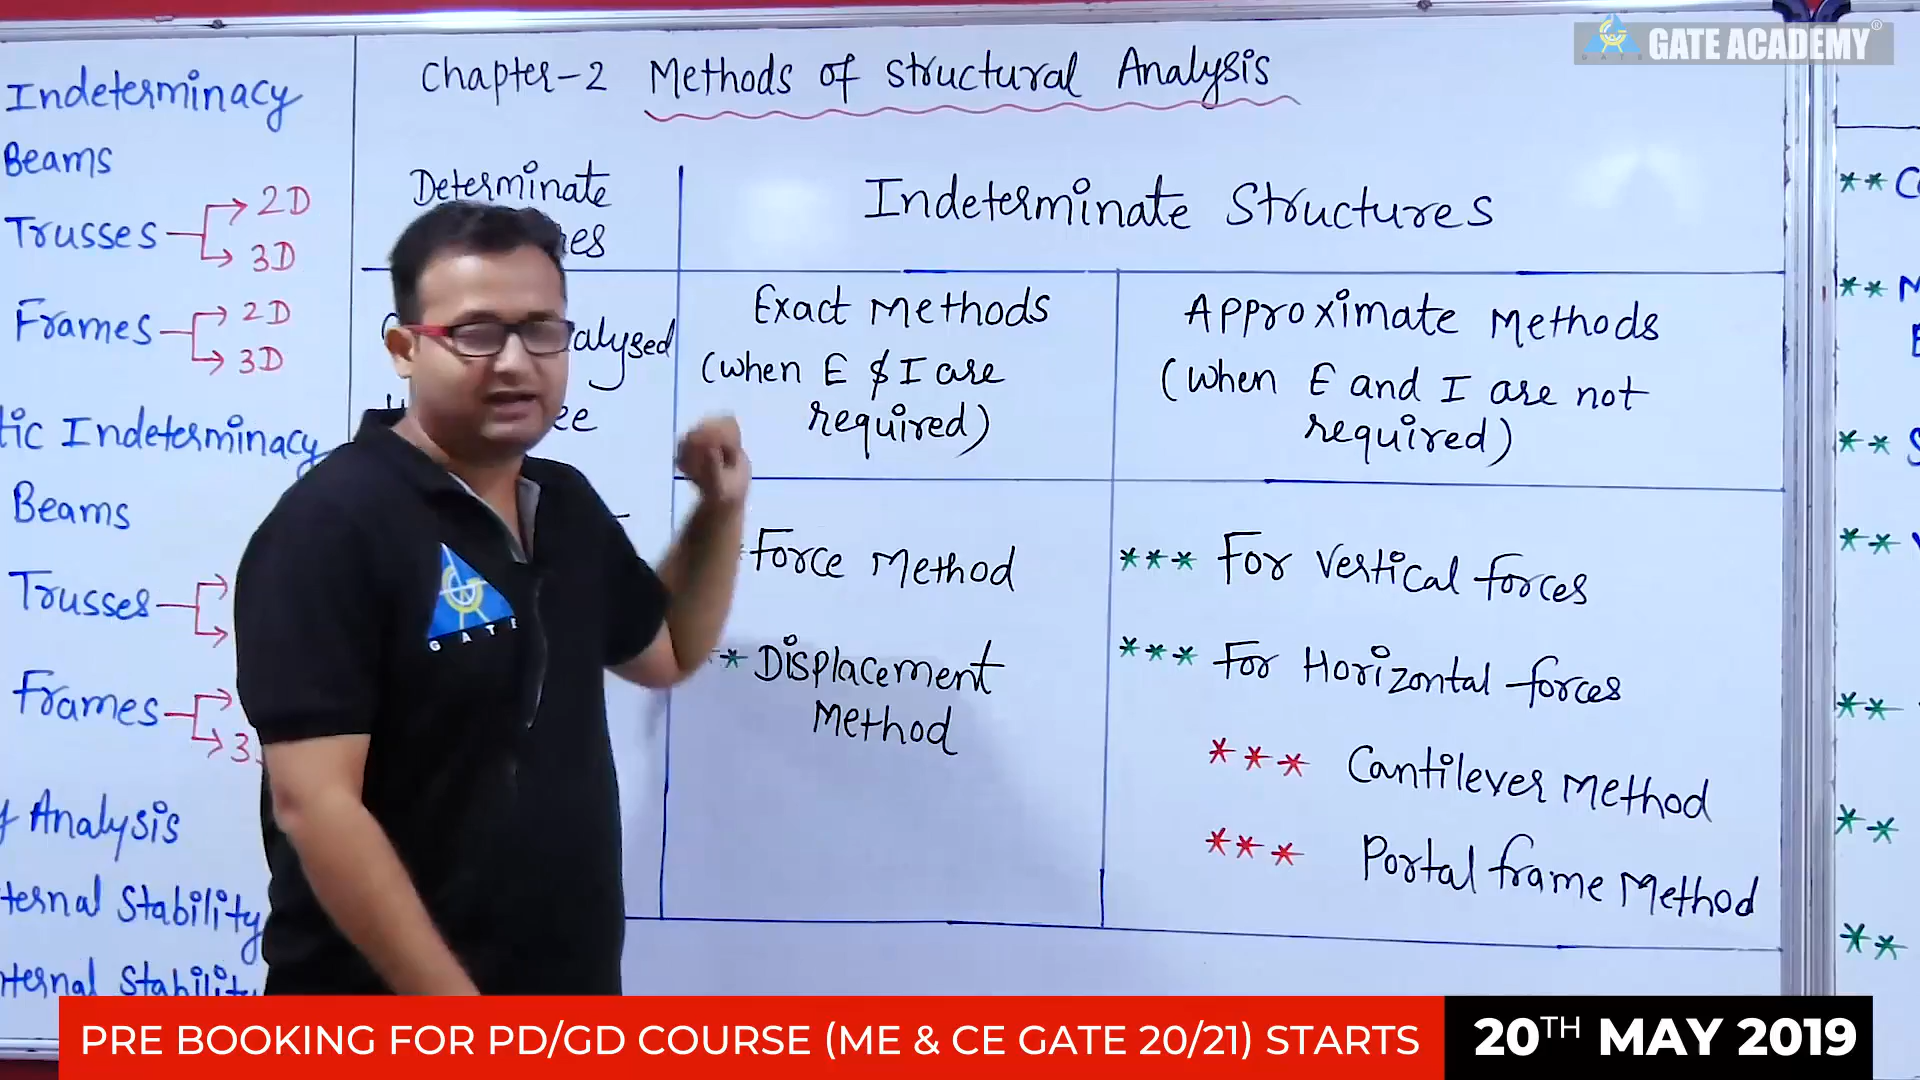 GATE ACADEMY
Indeterminacy
Beams
Trusses
2D
3D
Frames
2D
3D
Indeterminacy
Beams
Trusses
Frames
Analysis
Stability
Chapter-2 Methods of structural Analysis
Determinate
Indeterminate Structures
Exact Methods
(when E & I are
required)
Approximate Methods
(when E and I are not
required)
Force Method
* Displacement
Method
*** For Vertical forces
*** For Horizontal forces
*** Cantilever Method
*** Portal frame Method
**
**
**
**
**
**
**
GATE
PRE BOOKING FOR PD/GD COURSE (ME & CE GATE 20/21) STARTS
20TH MAY 2019